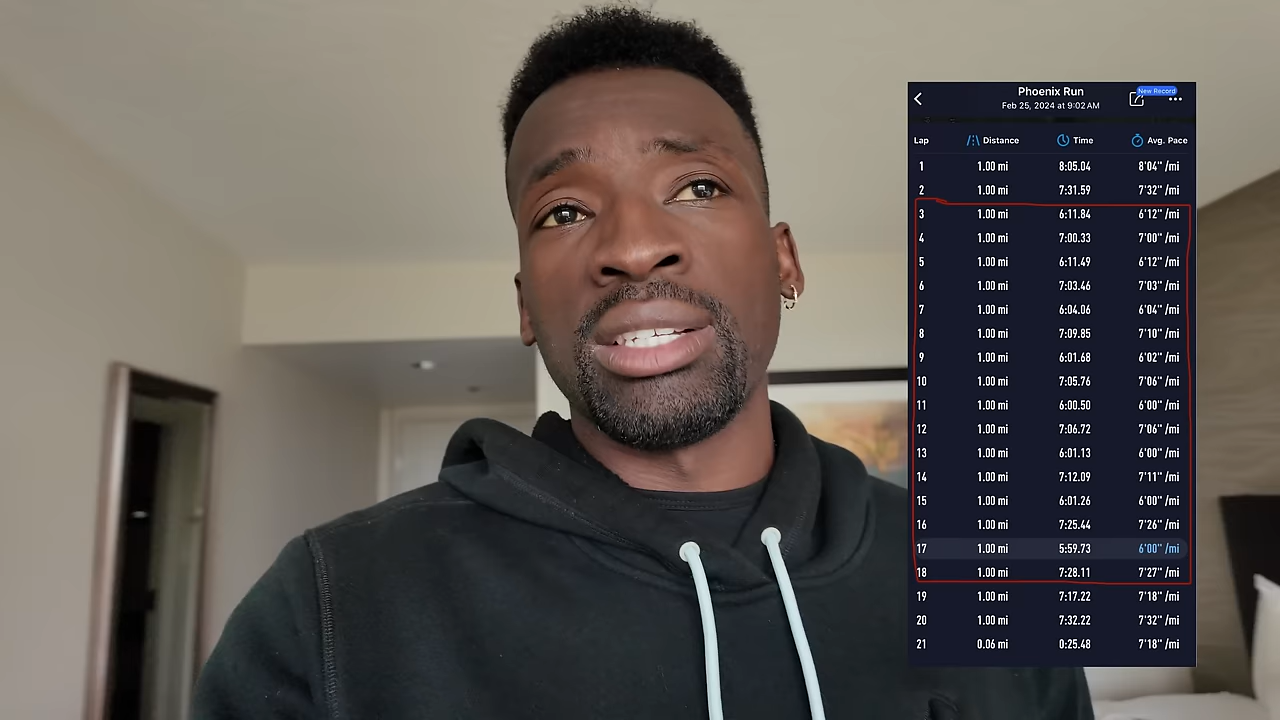 Phoenix Run
New Record
Feb 25, 2024 at 9:02 AM
Lap Distance Time Avg. Pace
1 1.00 mi 8:05.04 8'04" /mi
2 1.00 mi 7:31.59 7'32" /mi
3 1.00 mi 6:11.84 6'12" /mi
4 1.00 mi 7:00.33 7'00" /mi
5 1.00 mi 6:11.49 6'12" /mi
6 1.00 mi 7:03.46 7'03" /mi
7 1.00 mi 6:04.06 6'04" /mi
8 1.00 mi 7:09.85 7'10" /mi
9 1.00 mi 6:01.68 6'02" /mi
10 1.00 mi 7:05.76 7'06" /mi
11 1.00 mi 6:00.50 6'00" /mi
12 1.00 mi 7:06.72 7'06" /mi
13 1.00 mi 6:01.13 6'00" /mi
14 1.00 mi 7:12.09 7'11" /mi
15 1.00 mi 6:01.26 6'00" /mi
16 1.00 mi 7:25.44 7'26" /mi
17 1.00 mi 5:59.73 6'00" /mi
18 1.00 mi 7:28.11 7'27" /mi
19 1.00 mi 7:17.22 7'18" /mi
20 1.00 mi 7:32.22 7'32" /mi
21 0.06 mi 0:25.48 7'18" /mi